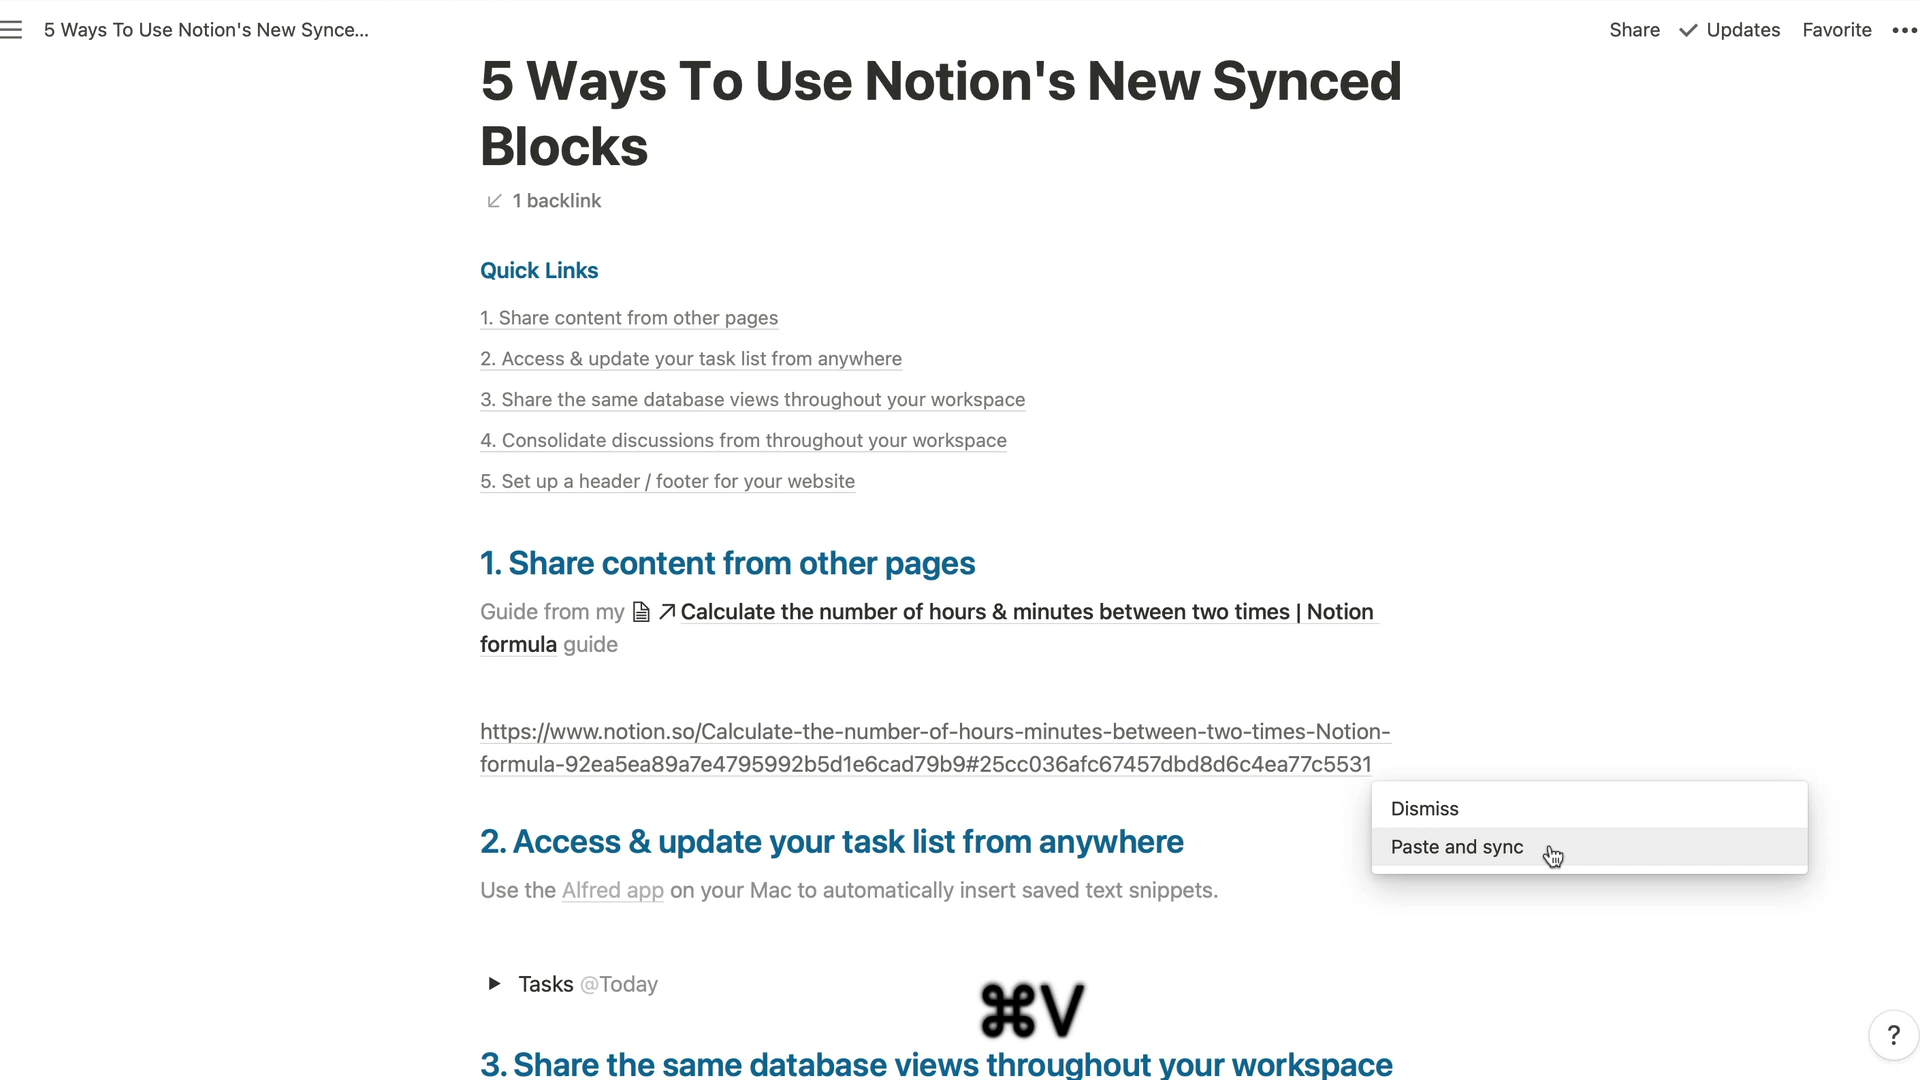 5 Ways To Use Notion's New Synce...
Share
Updates
Favorite
5 Ways To Use Notion's New Synced
Blocks
1 backlink
Quick Links
1. Share content from other pages
2. Access & update your task list from anywhere
3. Share the same database views throughout your workspace
4. Consolidate discussions from throughout your workspace
5. Set up a header / footer for your website
1. Share content from other pages
Guide from my Calculate the number of hours & minutes between two times | Notion
formula guide
https://www.notion.so/Calculate-the-number-of-hours-minutes-between-two-times-Notion-
formula-92ea5ea89a7e4795992b5d1e6cad79b9#25cc036afc67457dbd8d6c4ea77c5531
Dismiss
Paste and sync
2. Access & update your task list from anywhere
Use the Alfred app on your Mac to automatically insert saved text snippets.
Tasks @Today
⌘V
?
3. Share the same database views throughout your workspace